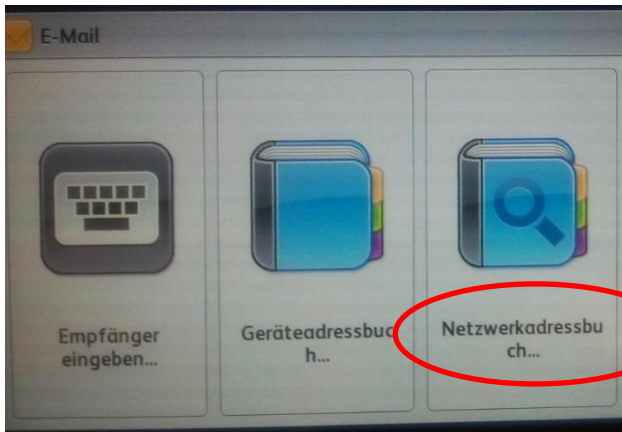 E-Mail
Empfänger
eingeben...
Geräteadressbuc
h...
Netzwerkadressbu
ch...